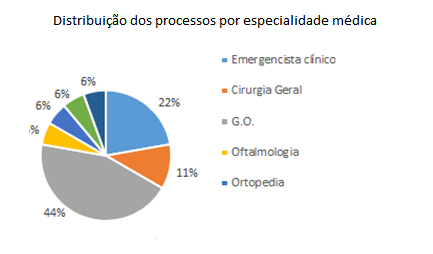 Distribuição dos processos por especialidade médica
Emergencista clínico
Cirurgia Geral
G.O.
Oftalmologia
Ortopedia
22%
11%
44%
6%
6%
6%